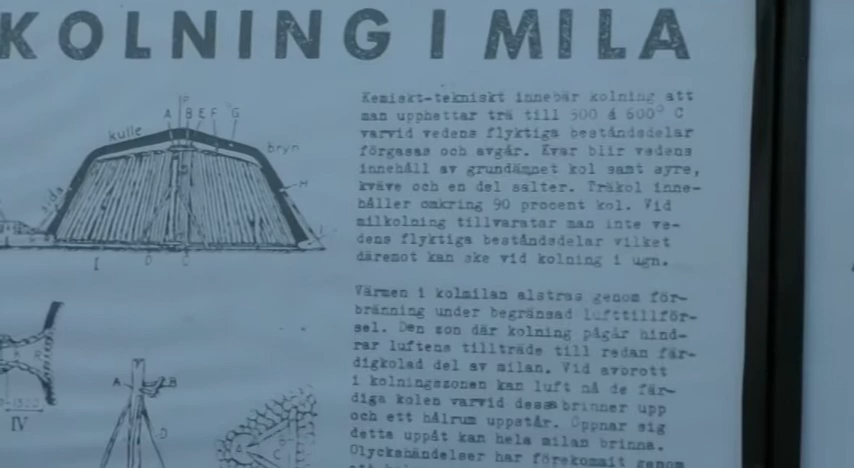 KOLNING I MILA
P
A B E F G
kulle
bryn
sida
H
I D C
Kemiskt-tekniskt innebär kolning att
man upphettar trä till 500 á 600° C
varvid vedens flyktiga beståndsdelar
förgasas och avgår. Kvar blir vedens
innehåll av grundämnet kol samt syre,
kväve och en del salter. Träkol inne-
håller omkring 90 procent kol. Vid
milkolning tillvaratar man inte ve-
dens flyktiga beståndsdelar vilket
däremot kan ske vid kolning i ugn.
Värmen i kolmilan alstras genom för-
bränning under begränsad lufttillför-
sel. Den zon där kolning pågår hind-
rar luftens tillträde till redan fär-
digkolad del av milan. Vid avbrott
i kolningszonen kan luft nå de fär-
diga kolen varvid dessa brinner upp
och ett hålrum uppstår. Öppnar sig
detta uppåt kan hela milan brinna.
Olyckshändelser har förekommit genom
IV
A B
D
A
B
C